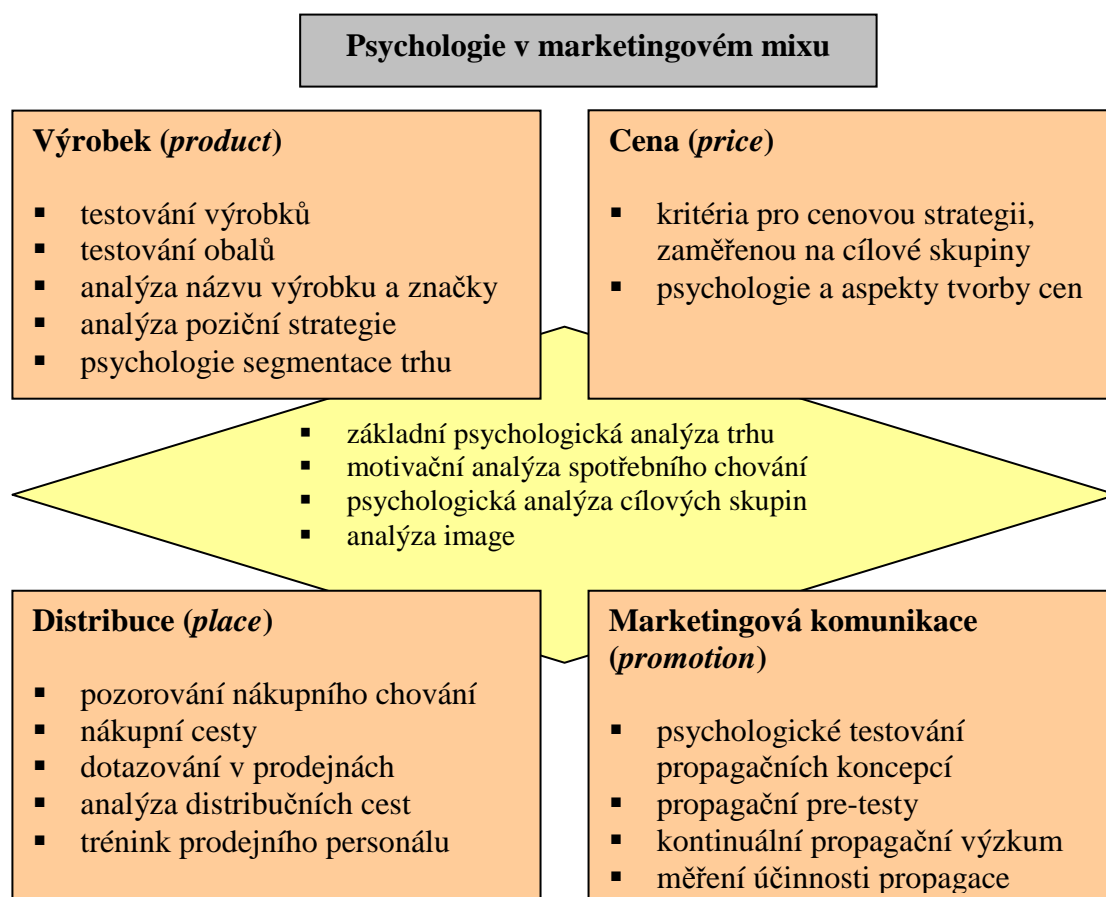 Psychologie v marketingovém mixu
Výrobek (product)
▪ testování výrobků
▪ testování obalů
▪ analýza názvu výrobku a značky
▪ analýza poziční strategie
▪ psychologie segmentace trhu
Cena (price)
▪ kritéria pro cenovou strategii,
zaměřenou na cílové skupiny
▪ psychologie a aspekty tvorby cen
▪ základní psychologická analýza trhu
▪ motivační analýza spotřebního chování
▪ psychologická analýza cílových skupin
▪ analýza image
Distribuce (place)
▪ pozorování nákupního chování
▪ nákupní cesty
▪ dotazování v prodejnách
▪ analýza distribučních cest
▪ trénink prodejního personálu
Marketingová komunikace
(promotion)
▪ psychologické testování
propagačních koncepcí
▪ propagační pre-testy
▪ kontinuální propagační výzkum
▪ měření účinnosti propagace